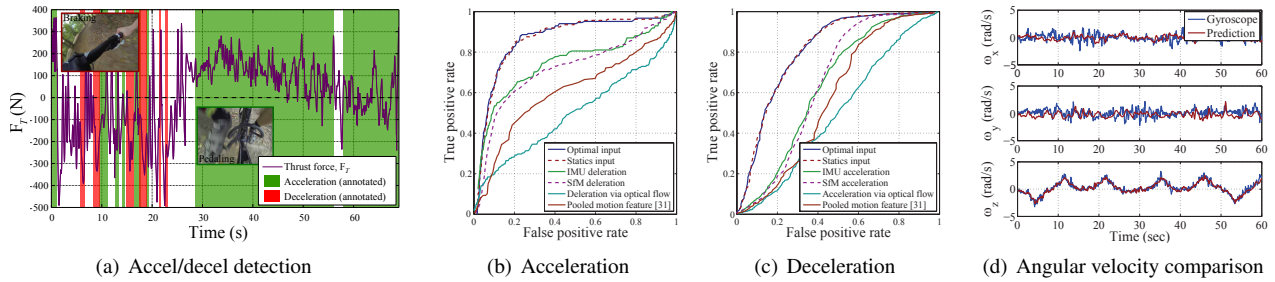 Braking
Pedaling
F_T (N)
400
300
200
100
0
-100
-200
-300
-400
500
Thrust force, F_T
Acceleration (annotated)
Deceleration (annotated)
0 10 20 30 40 50 60
Time (s)
(a) Accel/decel detection
True positive rate
1
0.8
0.6
0.4
0.2
0
Optimal input
Statics input
IMU deleration
SfM deleration
Deleration via optical flow
Pooled motion feature [31]
0 0.2 0.4 0.6 0.8 1
False positive rate
(b) Acceleration
True positive rate
1
0.8
0.6
0.4
0.2
0
Optimal input
Statics input
IMU acceleration
SfM acceleration
Acceleration via optical flow
Pooled motion feature [31]
0 0.2 0.4 0.6 0.8 1
False positive rate
(c) Deceleration
Gyroscope
Prediction
ω_x (rad/s)
5
0
-5
0 10 20 30 40 50 60
ω_y (rad/s)
5
0
-5
0 10 20 30 40 50 60
ω_z (rad/s)
5
0
-5
0 10 20 30 40 50 60
Time (sec)
(d) Angular velocity comparison